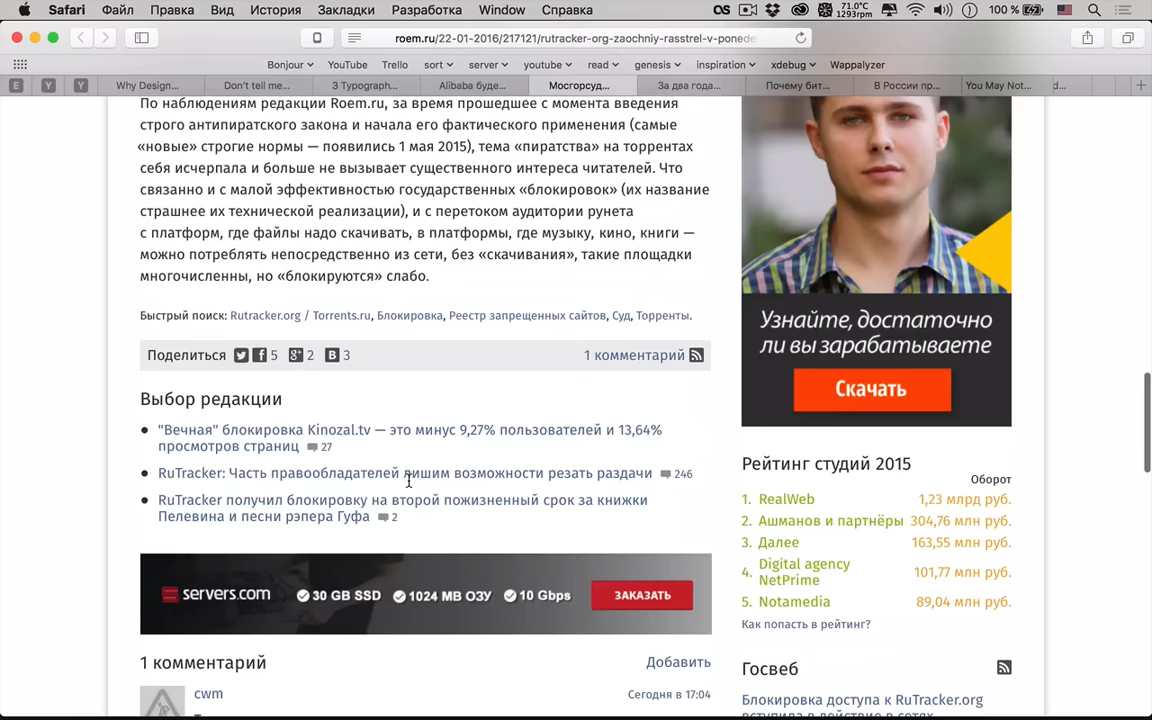 Safari Файл Правка Вид История Закладки Разработка Window Справка 71.0°C 1293rpm 100 %
roem.ru/22-01-2016/217121/rutracker-org-zaochniy-rasstrel-v-ponede
Bonjour YouTube Trello sort server youtube read genesis inspiration xdebug Wappalyzer
E Y Y Why Design... Don't tell me... 3 Typograph... Alibaba буде... Мосгорсуд... За два года... Почему бит... В России пр... You May Not... d...
По наблюдениям редакции Roem.ru, за время прошедшее с момента введения
строго антипиратского закона и начала его фактического применения (самые
«новые» строгие нормы — появились 1 мая 2015), тема «пиратства» на торрентах
себя исчерпала и больше не вызывает существенного интереса читателей. Что
связанно и с малой эффективностью государственных «блокировок» (их название
страшнее их технической реализации), и с перетоком аудитории рунета
с платформ, где файлы надо скачивать, в платформы, где музыку, кино, книги —
можно потреблять непосредственно из сети, без «скачивания», такие площадки
многочисленны, но «блокируются» слабо.
Быстрый поиск: Rutracker.org / Torrents.ru, Блокировка, Реестр запрещенных сайтов, Суд, Торренты.
Поделиться 5 2 3 1 комментарий
Выбор редакции
"Вечная" блокировка Kinozal.tv — это минус 9,27% пользователей и 13,64%
просмотров страниц 27
RuTracker: Часть правообладателей лишим возможности резать раздачи 246
RuTracker получил блокировку на второй пожизненный срок за книжки
Пелевина и песни рэпера Гуфа 2
servers.com 30 GB SSD 1024 MB ОЗУ 10 Gbps ЗАКАЗАТЬ
1 комментарий Добавить
cwm Сегодня в 17:04
Узнайте, достаточно
ли вы зарабатываете
Скачать
Рейтинг студий 2015
Оборот
1. RealWeb 1,23 млрд руб.
2. Ашманов и партнёры 304,76 млн руб.
3. Далее 163,55 млн руб.
4. Digital agency NetPrime 101,77 млн руб.
5. Notamedia 89,04 млн руб.
Как попасть в рейтинг?
Госвеб
Блокировка доступа к RuTracker.org
вступила в действие в сетях